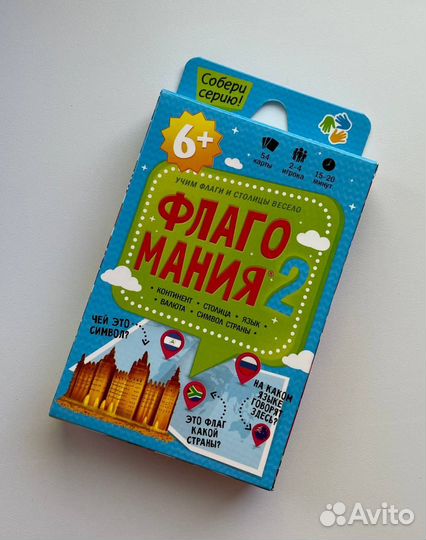 Собери
серию!
6+
54
карты
2-4
игрока
15-20
минут
УЧИМ ФЛАГИ И СТОЛИЦЫ ВЕСЕЛО
ФЛАГО
МАНИЯ® 2
• КОНТИНЕНТ • СТОЛИЦА • ЯЗЫК •
ВАЛЮТА • СИМВОЛ СТРАНЫ •
ЧЕЙ ЭТО
СИМВОЛ?
НА КАКОМ
ЯЗЫКЕ
ГОВОРЯТ
ЗДЕСЬ?
ЭТО ФЛАГ
КАКОЙ
СТРАНЫ?
Avito